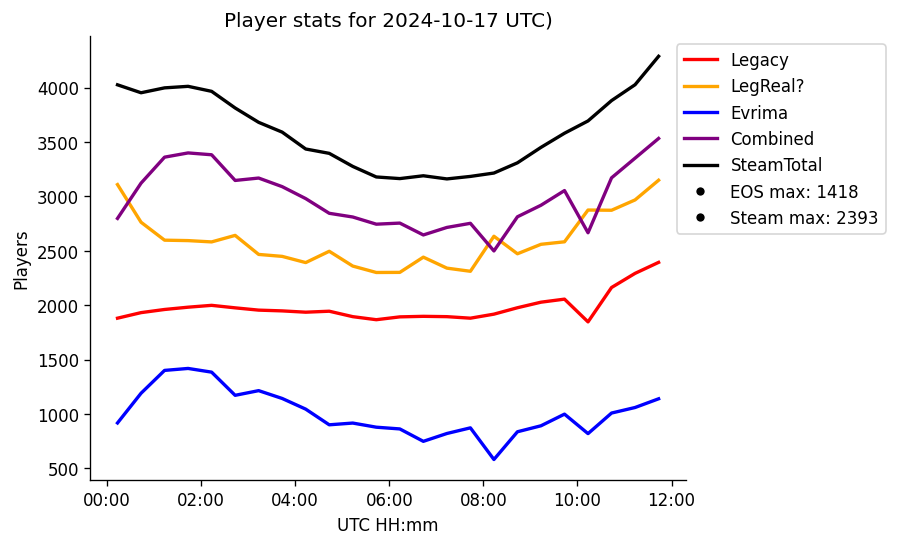 Player stats for 2024-10-17 UTC)
Legacy
LegReal?
Evrima
Combined
SteamTotal
EOS max: 1418
Steam max: 2393
Players
4000
3500
3000
2500
2000
1500
1000
500
00:00 02:00 04:00 06:00 08:00 10:00 12:00
UTC HH:mm